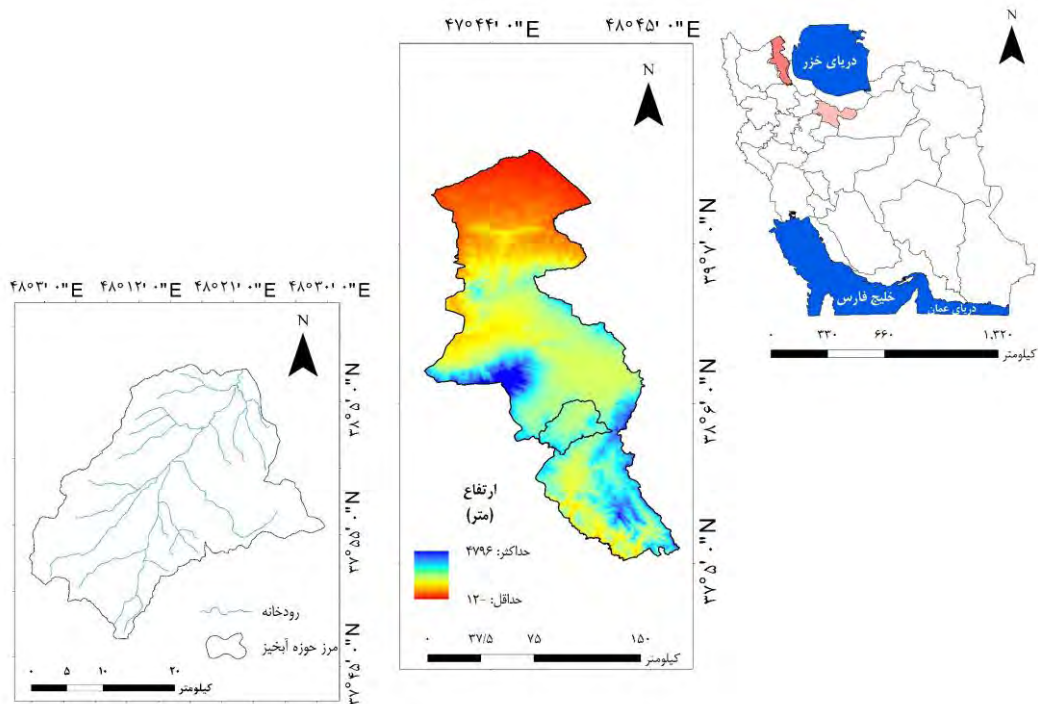 ۴۸°۳' ۰"E ۴۸°۱۲' ۰"E ۴۸°۲۱' ۰"E ۴۸°۳۰' ۰"E
N
۳۸°۵' ۰"N
۳۷°۵۵' ۰"N
۳۷°۴۵' ۰"N
رودخانه
مرز حوزه آبخیز
۰ ۵ ۱۰ ۲۰
کیلومتر
۴۷°۴۴' ۰"E ۴۸°۴۵' ۰"E
N
۳۹°۷' ۰"N
۳۸°۶' ۰"N
۳۷°۵' ۰"N
ارتفاع
(متر)
حداکثر: ۴۷۹۶
حداقل: ۱۲-
۰ ۳۷/۵ ۷۵ ۱۵۰
کیلومتر
N
دریای خزر
خلیج فارس
دریای عمان
۰ ۳۳۰ ۶۶۰ ۱،۳۲۰
کیلومتر